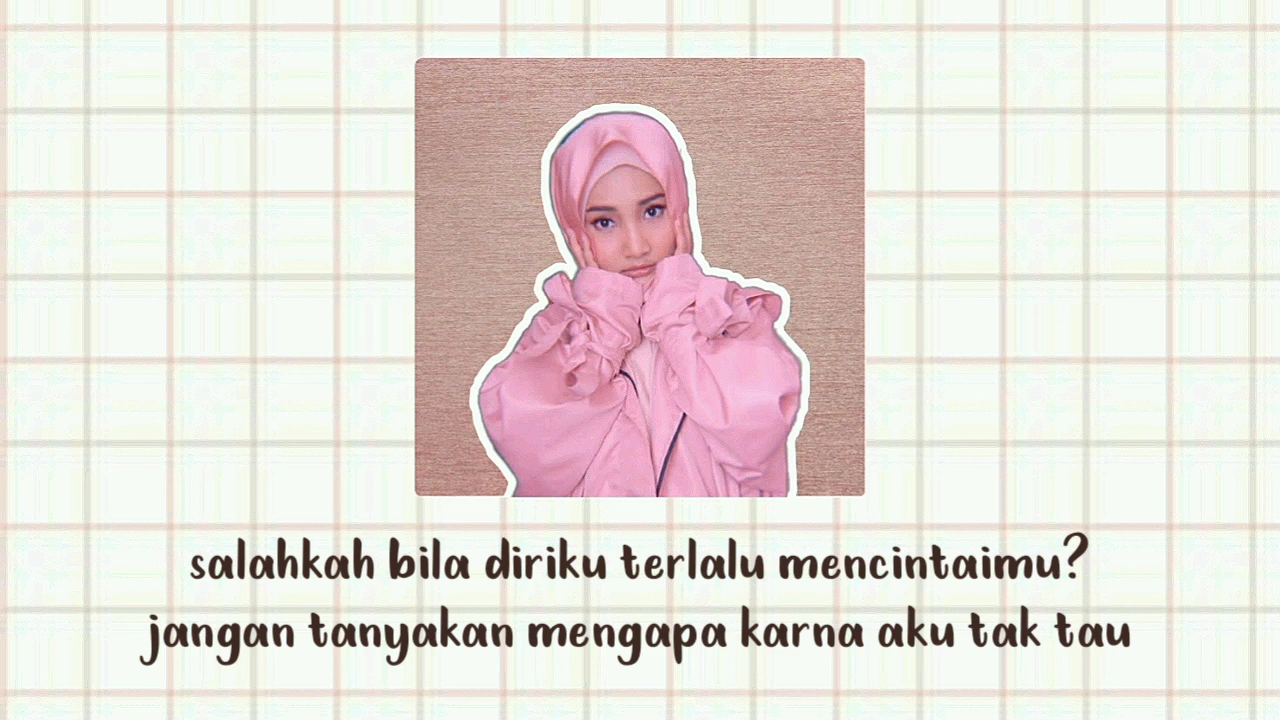 salahkah bila diriku terlalu mencintaimu?
jangan tanyakan mengapa karna aku tak tau